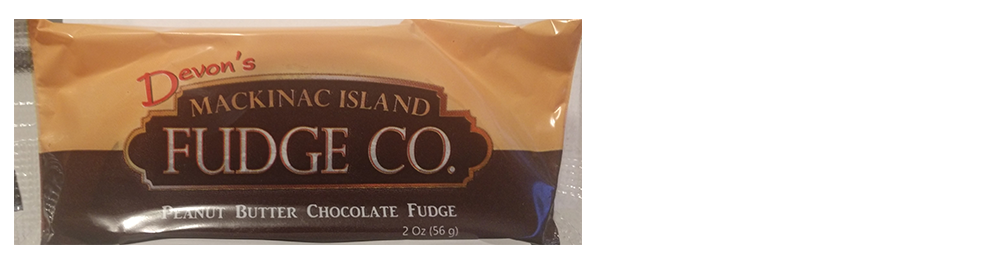 Devon's
MACKINAC ISLAND
FUDGE CO.
PEANUT BUTTER CHOCOLATE FUDGE
2 Oz (56 g)